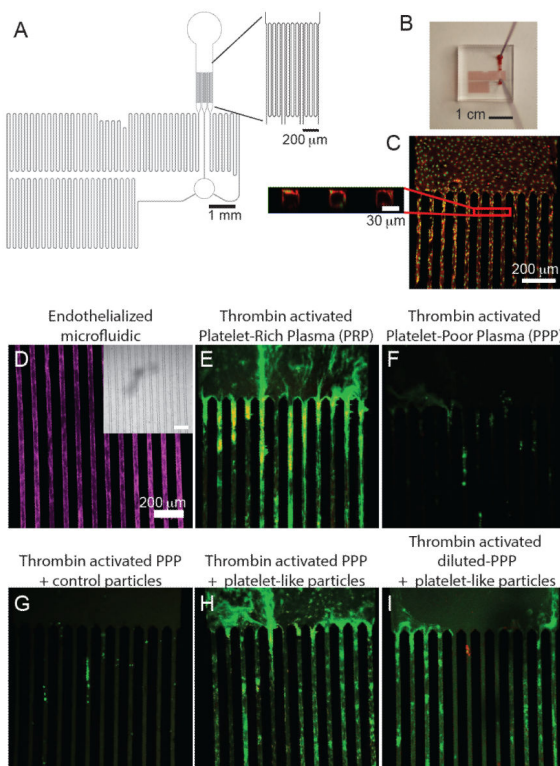 A
B
200 μm
1 cm
C
1 mm
30 μm
200 μm
Endothelialized
microfluidic
Thrombin activated
Platelet-Rich Plasma (PRP)
Thrombin activated
Platelet-Poor Plasma (PPP)
D
E
F
200 μm
Thrombin activated PPP
+ control particles
Thrombin activated PPP
+ platelet-like particles
Thrombin activated
diluted-PPP
+ platelet-like particles
G
H
I